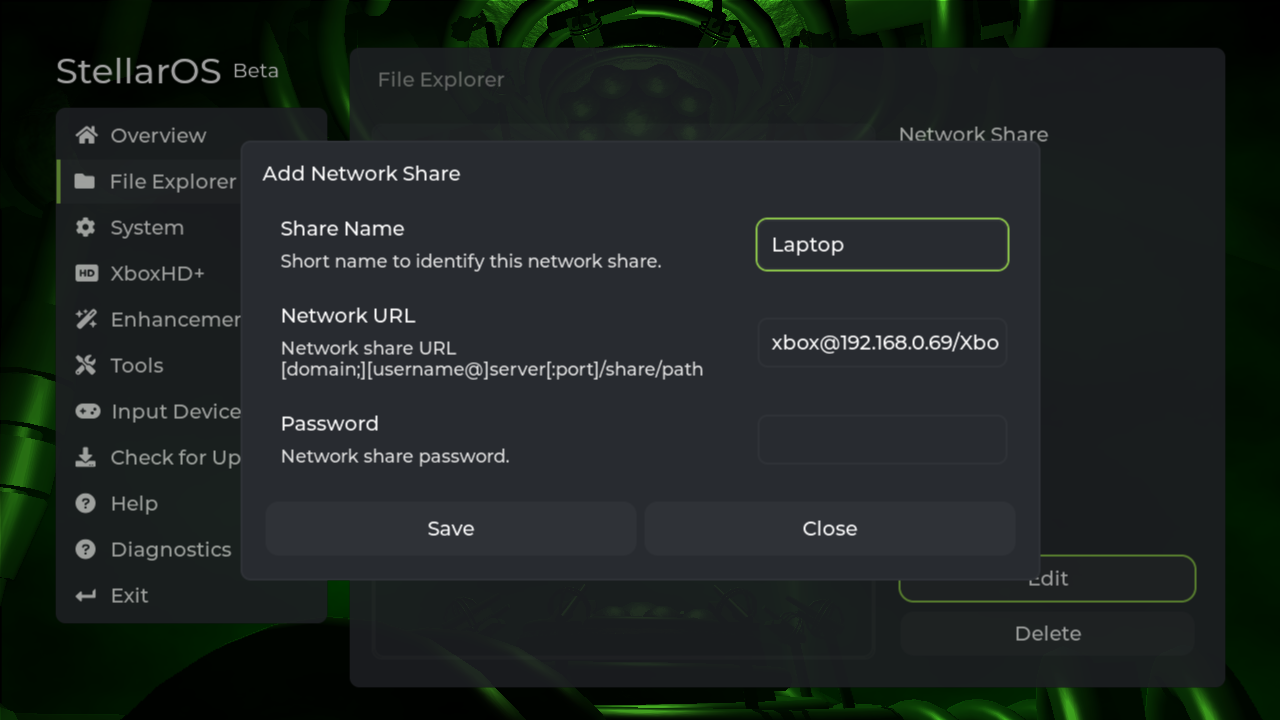 StellarOS Beta
Overview
File Explorer
System
HD XboxHD+
Enhancemen
Tools
Input Device
Check for Up
Help
Diagnostics
Exit
File Explorer
Network Share
Add Network Share
Share Name
Short name to identify this network share.
Laptop
Network URL
Network share URL
[domain;][username@]server[:port]/share/path
xbox@192.168.0.69/Xbo
Password
Network share password.
Save
Close
Edit
Delete